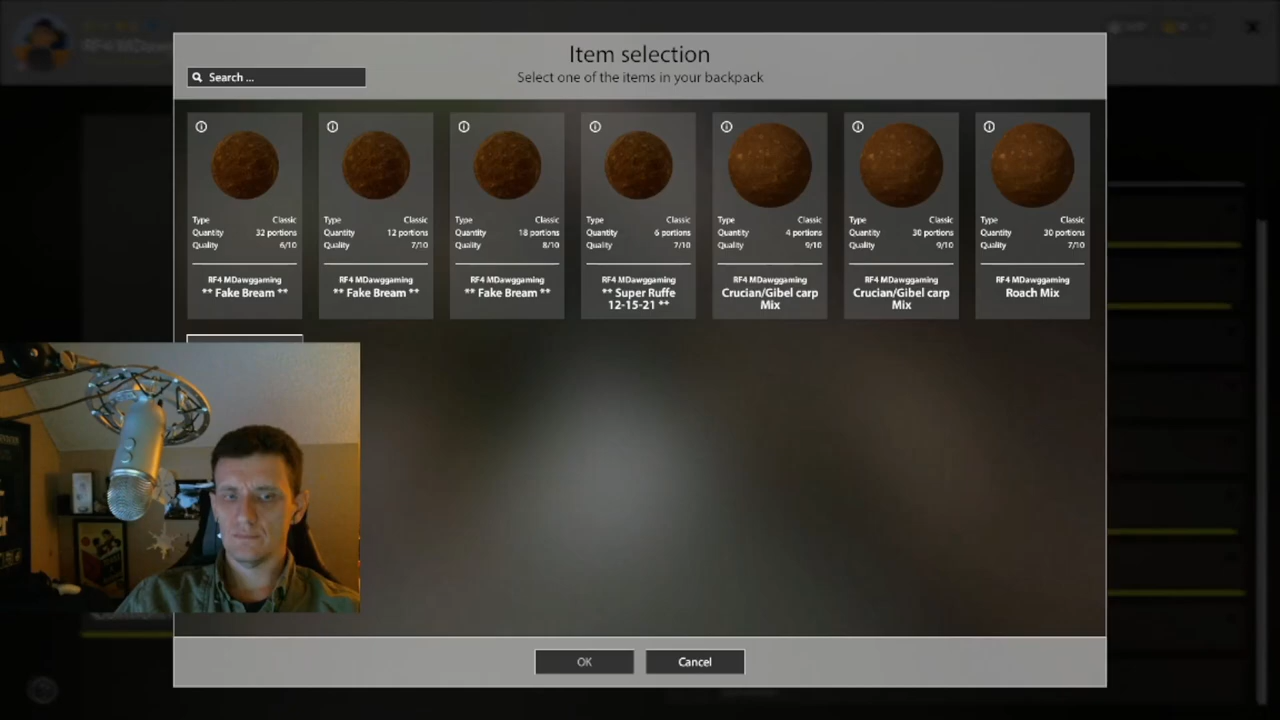 Item selection
Select one of the items in your backpack
Search ...
Type Classic
Quantity 32 portions
Quality 6/10
RF4 MDawggaming
** Fake Bream **
Type Classic
Quantity 12 portions
Quality 7/10
RF4 MDawggaming
** Fake Bream **
Type Classic
Quantity 18 portions
Quality 8/10
RF4 MDawggaming
** Fake Bream **
Type Classic
Quantity 6 portions
Quality 7/10
RF4 MDawggaming
** Super Ruffe
12-15-21 **
Type Classic
Quantity 4 portions
Quality 9/10
RF4 MDawggaming
Crucian/Gibel carp
Mix
Type Classic
Quantity 30 portions
Quality 9/10
RF4 MDawggaming
Crucian/Gibel carp
Mix
Type Classic
Quantity 30 portions
Quality 7/10
RF4 MDawggaming
Roach Mix
OK
Cancel